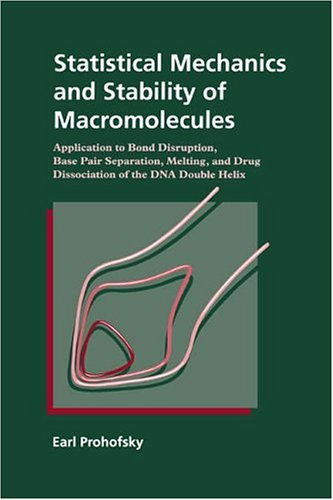 Statistical Mechanics
and Stability of
Macromolecules
Application to Bond Disruption,
Base Pair Separation, Melting, and Drug
Dissociation of the DNA Double Helix
Earl Prohofsky